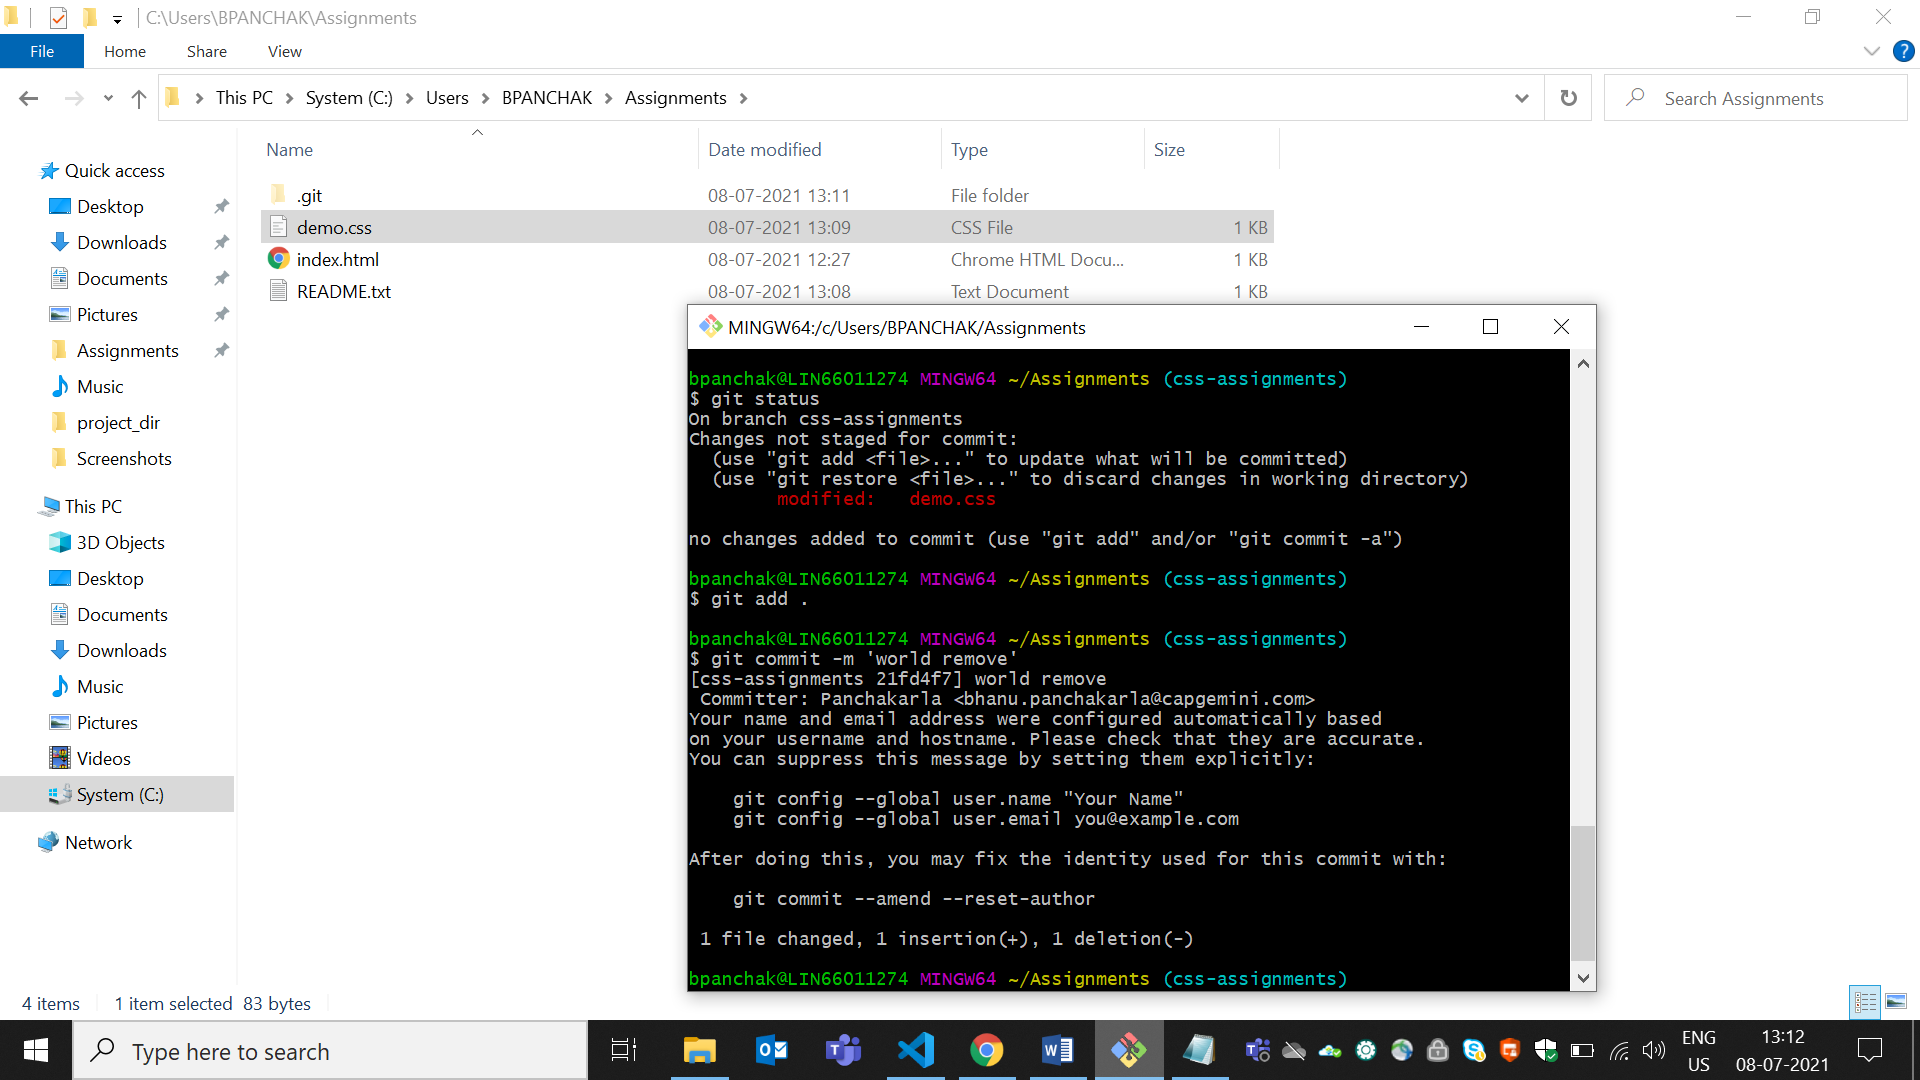 C:\Users\BPANCHAK\Assignments
File Home Share View
This PC System (C:) Users BPANCHAK Assignments
Search Assignments
Name Date modified Type Size
.git 08-07-2021 13:11 File folder
demo.css 08-07-2021 13:09 CSS File 1 KB
index.html 08-07-2021 12:27 Chrome HTML Docu... 1 KB
README.txt 08-07-2021 13:08 Text Document 1 KB
Quick access
Desktop
Downloads
Documents
Pictures
Assignments
Music
project_dir
Screenshots
This PC
3D Objects
Desktop
Documents
Downloads
Music
Pictures
Videos
System (C:)
Network
MINGW64:/c/Users/BPANCHAK/Assignments
bpanchak@LIN66011274 MINGW64 ~/Assignments (css-assignments)
$ git status
On branch css-assignments
Changes not staged for commit:
(use "git add <file>..." to update what will be committed)
(use "git restore <file>..." to discard changes in working directory)
modified: demo.css
no changes added to commit (use "git add" and/or "git commit -a")
bpanchak@LIN66011274 MINGW64 ~/Assignments (css-assignments)
$ git add .
bpanchak@LIN66011274 MINGW64 ~/Assignments (css-assignments)
$ git commit -m 'world remove'
[css-assignments 21fd4f7] world remove
Committer: Panchakarla <bhanu.panchakarla@capgemini.com>
Your name and email address were configured automatically based
on your username and hostname. Please check that they are accurate.
You can suppress this message by setting them explicitly:
git config --global user.name "Your Name"
git config --global user.email you@example.com
After doing this, you may fix the identity used for this commit with:
git commit --amend --reset-author
1 file changed, 1 insertion(+), 1 deletion(-)
bpanchak@LIN66011274 MINGW64 ~/Assignments (css-assignments)
4 items 1 item selected 83 bytes
Type here to search
ENG
US
13:12
08-07-2021